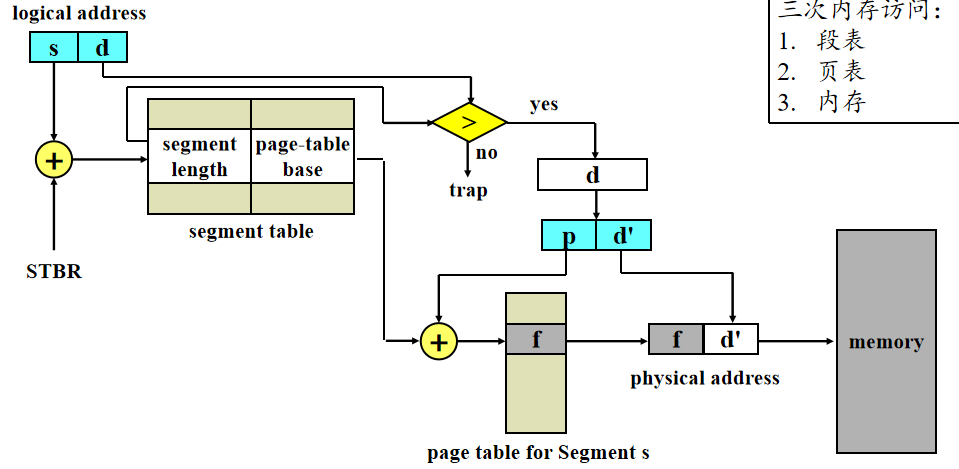 logical address
s d
三次内存访问：
1. 段表
2. 页表
3. 内存
>
yes
no
trap
segment length
page-table base
+
segment table
STBR
d
p d'
+
f
f d'
physical address
memory
page table for Segment s